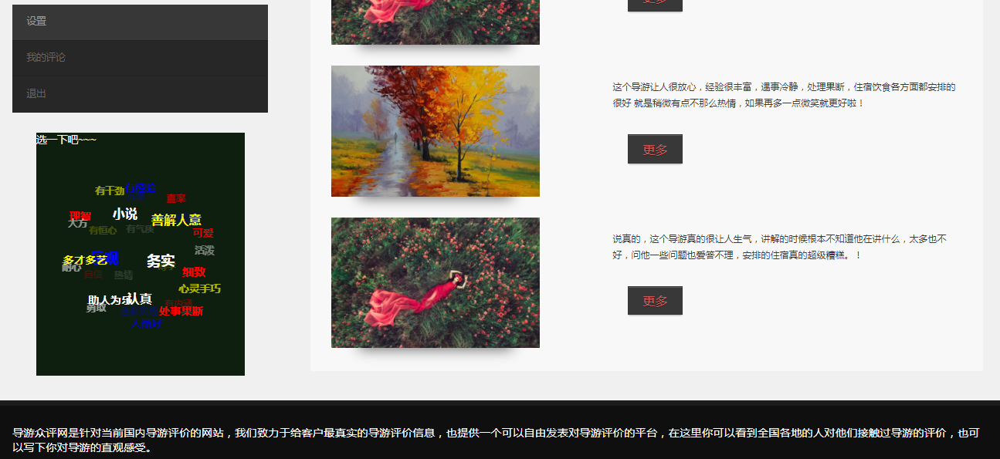 更多
设置
我的评论
退出
选一下吧~~~
有干劲
直率
理智
大方
小说
善解人意
有恒心
有气质
可爱
活泼
多才多艺
乐观
耐心
自信
热情
务实
细致
心灵手巧
助人为乐
认真
勇敢
处事果断
人缘好
这个导游让人很放心，经验很丰富，遇事冷静，处理果断，住宿饮食各方面都安排的
很好 就是稍微有点不那么热情，如果再多一点微笑就更好啦！
更多
说真的，这个导游真的很让人生气，讲解的时候根本不知道他在讲什么，太多也不
好，问他一些问题也爱答不理，安排的住宿真的超级糟糕。！
更多
导游众评网是针对当前国内导游评价的网站，我们致力于给客户最真实的导游评价信息，也提供一个可以自由发表对导游评价的平台，在这里你可以看到全国各地的人对他们接触过导游的评价，也可
以写下你对导游的直观感受。